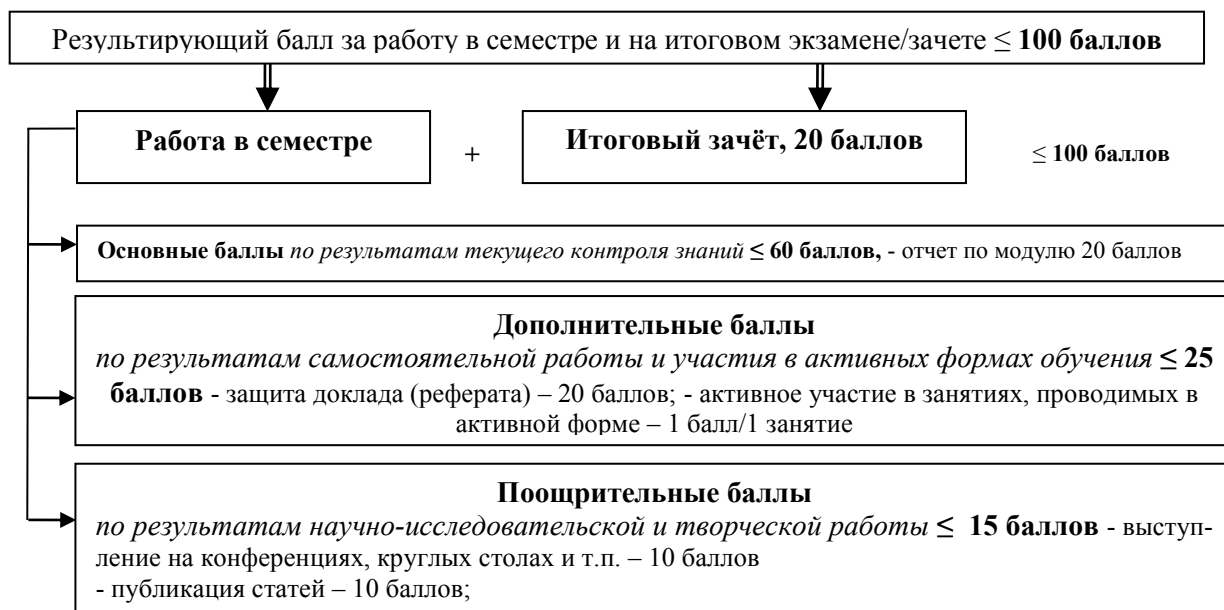 Результирующий балл за работу в семестре и на итоговом экзамене/зачете ≤ 100 баллов
Работа в семестре
+
Итоговый зачёт, 20 баллов
≤ 100 баллов
Основные баллы по результатам текущего контроля знаний ≤ 60 баллов, - отчет по модулю 20 баллов
Дополнительные баллы
по результатам самостоятельной работы и участия в активных формах обучения ≤ 25
баллов - защита доклада (реферата) – 20 баллов; - активное участие в занятиях, проводимых в
активной форме – 1 балл/1 занятие
Поощрительные баллы
по результатам научно-исследовательской и творческой работы ≤ 15 баллов - выступ-
ление на конференциях, круглых столах и т.п. – 10 баллов
- публикация статей – 10 баллов;